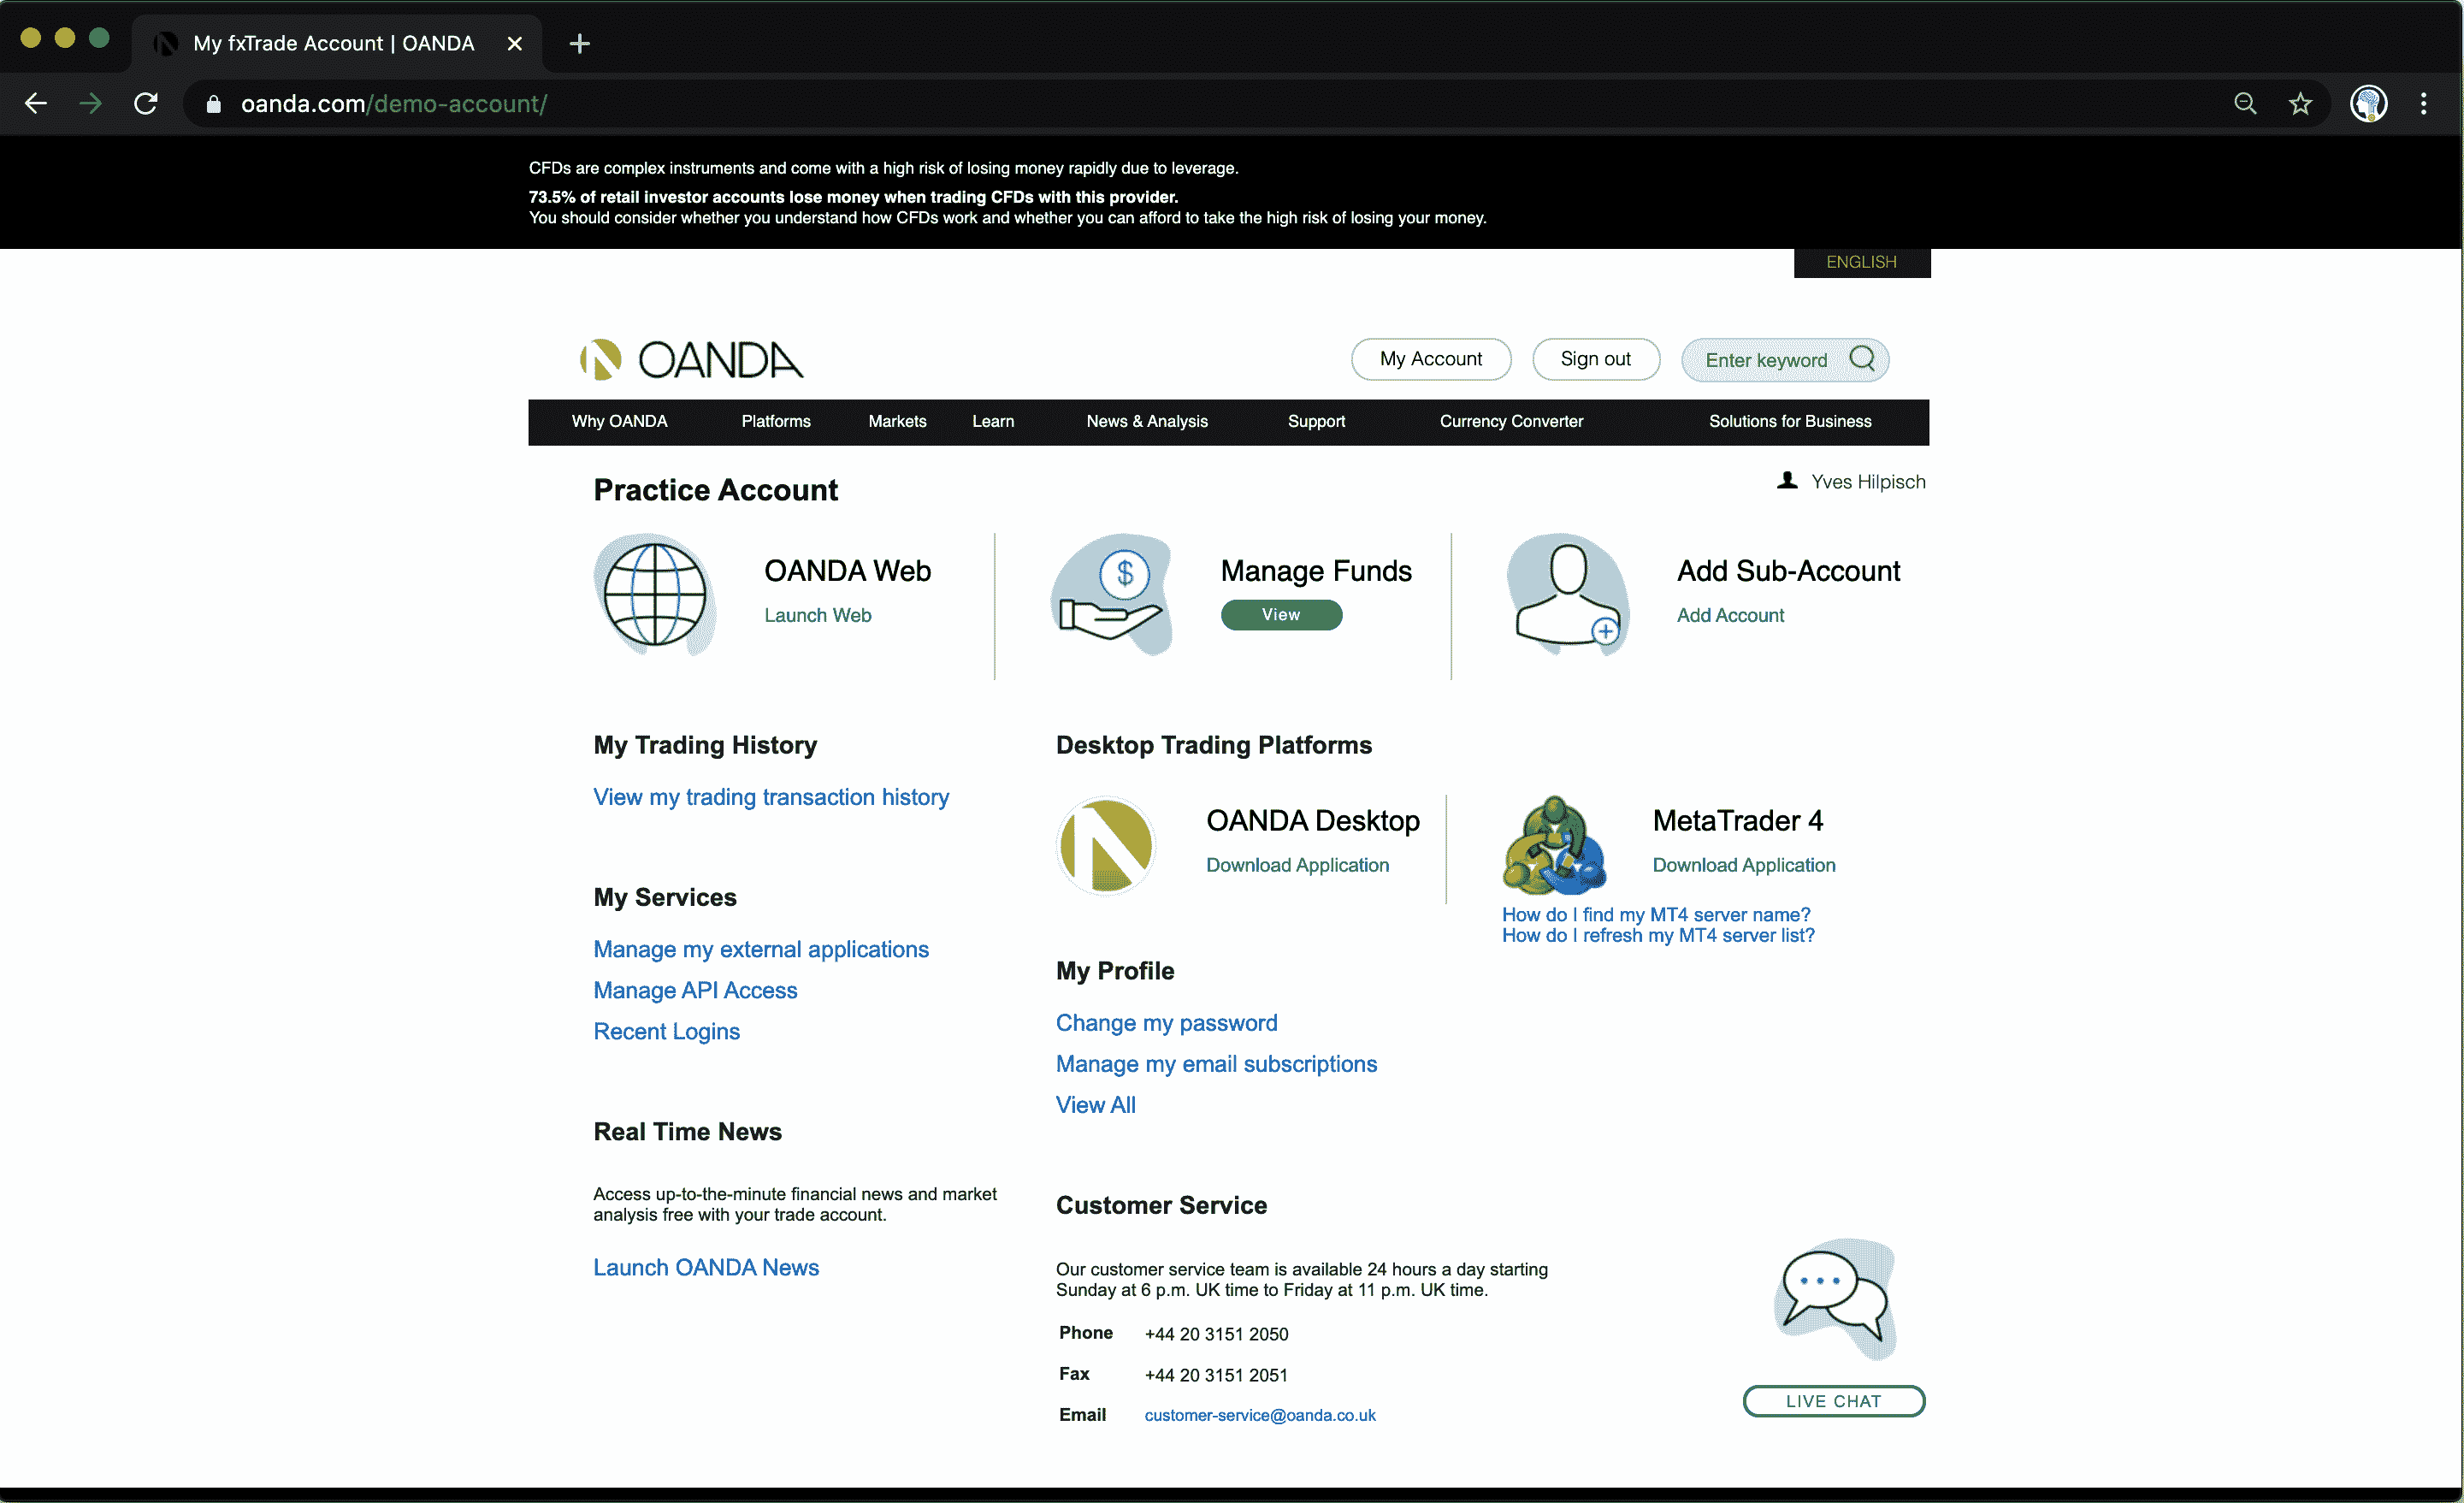 My fxTrade Account | OANDA
oanda.com/demo-account/
CFDs are complex instruments and come with a high risk of losing money rapidly due to leverage.
73.5% of retail investor accounts lose money when trading CFDs with this provider.
You should consider whether you understand how CFDs work and whether you can afford to take the high risk of losing your money.
ENGLISH
OANDA
My Account
Sign out
Enter keyword
Why OANDA Platforms Markets Learn News & Analysis Support Currency Converter Solutions for Business
Practice Account
Yves Hilpisch
OANDA Web
Launch Web
$
Manage Funds
View
Add Sub-Account
Add Account
My Trading History
View my trading transaction history
My Services
Manage my external applications
Manage API Access
Recent Logins
Real Time News
Access up-to-the-minute financial news and market
analysis free with your trade account.
Launch OANDA News
Desktop Trading Platforms
OANDA Desktop
Download Application
MetaTrader 4
Download Application
How do I find my MT4 server name?
How do I refresh my MT4 server list?
My Profile
Change my password
Manage my email subscriptions
View All
Customer Service
Our customer service team is available 24 hours a day starting
Sunday at 6 p.m. UK time to Friday at 11 p.m. UK time.
Phone +44 20 3151 2050
Fax +44 20 3151 2051
Email customer-service@oanda.co.uk
LIVE CHAT